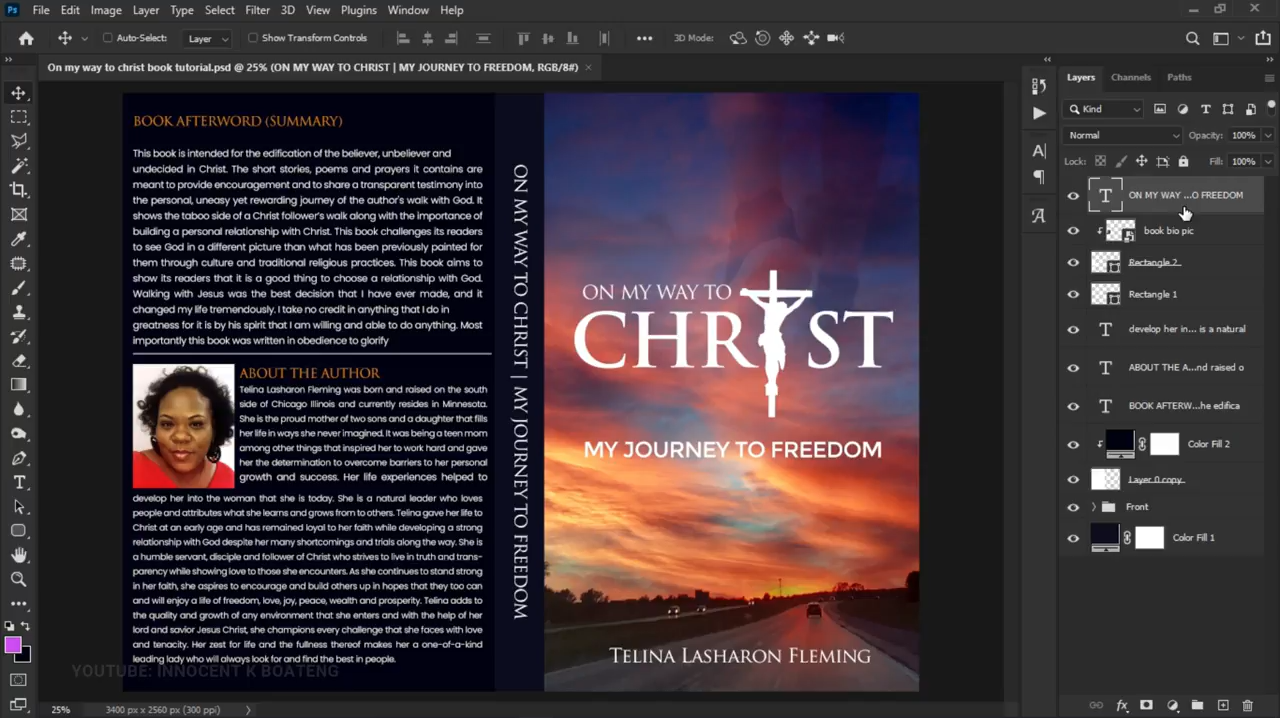 File Edit Image Layer Type Select Filter 3D View Plugins Window Help
Auto-Select: Layer Show Transform Controls 3D Mode:
On my way to christ book tutorial.psd @ 25% (ON MY WAY TO CHRIST | MY JOURNEY TO FREEDOM, RGB/8#)
BOOK AFTERWORD (SUMMARY)
This book is intended for the edification of the believer, unbeliever and
undecided in Christ. The short stories, poems and prayers it contains are
meant to provide encouragement and to share a transparent testimony into
the personal, uneasy yet rewarding journey of the author's walk with God. It
shows the taboo side of a Christ follower's walk along with the importance of
building a personal relationship with Christ. This book challenges its readers
to see God in a different picture than what has been previously painted for
them through culture and traditional religious practices. This book aims to
show its readers that it is a good thing to choose a relationship with God.
Walking with Jesus was the best decision that I have ever made, and it
changed my life tremendously. I take no credit in anything that I do in
greatness for it is by his spirit that I am willing and able to do anything. Most
importantly this book was written in obedience to glorify
ABOUT THE AUTHOR
Telina Lasharon Fleming was born and raised on the south
side of Chicago Illinois and currently resides in Minnesota.
She is the proud mother of two sons and a daughter that fills
her life in ways she never imagined. It was being a teen mom
among other things that inspired her to work hard and gave
her the determination to overcome barriers to her personal
growth and success. Her life experiences helped to
develop her into the woman that she is today. She is a natural leader who loves
people and attributes what she learns and grows from to others. Telina gave her life to
Christ at an early age and has remained loyal to her faith while developing a strong
relationship with God despite her many shortcomings and trials along the way. She is
a humble servant, disciple and follower of Christ who strives to live in truth and trans-
parency while showing love to those she encounters. As she continues to stand strong
in her faith, she aspires to encourage and build others up in hopes that they too can
and will enjoy a life of freedom, love, joy, peace, wealth and prosperity. Telina adds to
the quality and growth of any environment that she enters and with the help of her
lord and savior Jesus Christ, she champions every challenge that she faces with love
and tenacity. Her zest for life and the fullness thereof makes her a one-of-a-kind
leading lady who will always look for and find the best in people.
YOUTUBE: INNOCENT K BOATENG
ON MY WAY TO CHRIST | MY JOURNEY TO FREEDOM
ON MY WAY TO
CHRIST
MY JOURNEY TO FREEDOM
TELINA LASHARON FLEMING
Layers Channels Paths
Kind
Normal Opacity: 100%
Lock: Fill: 100%
ON MY WAY ...O FREEDOM
book bio pic
Rectangle 2
Rectangle 1
develop her in... is a natural
ABOUT THE A...nd raised o
BOOK AFTERW...he edifica
Color Fill 2
Layer 0 copy
Front
Color Fill 1
25% 3400 px x 2560 px (300 ppi)